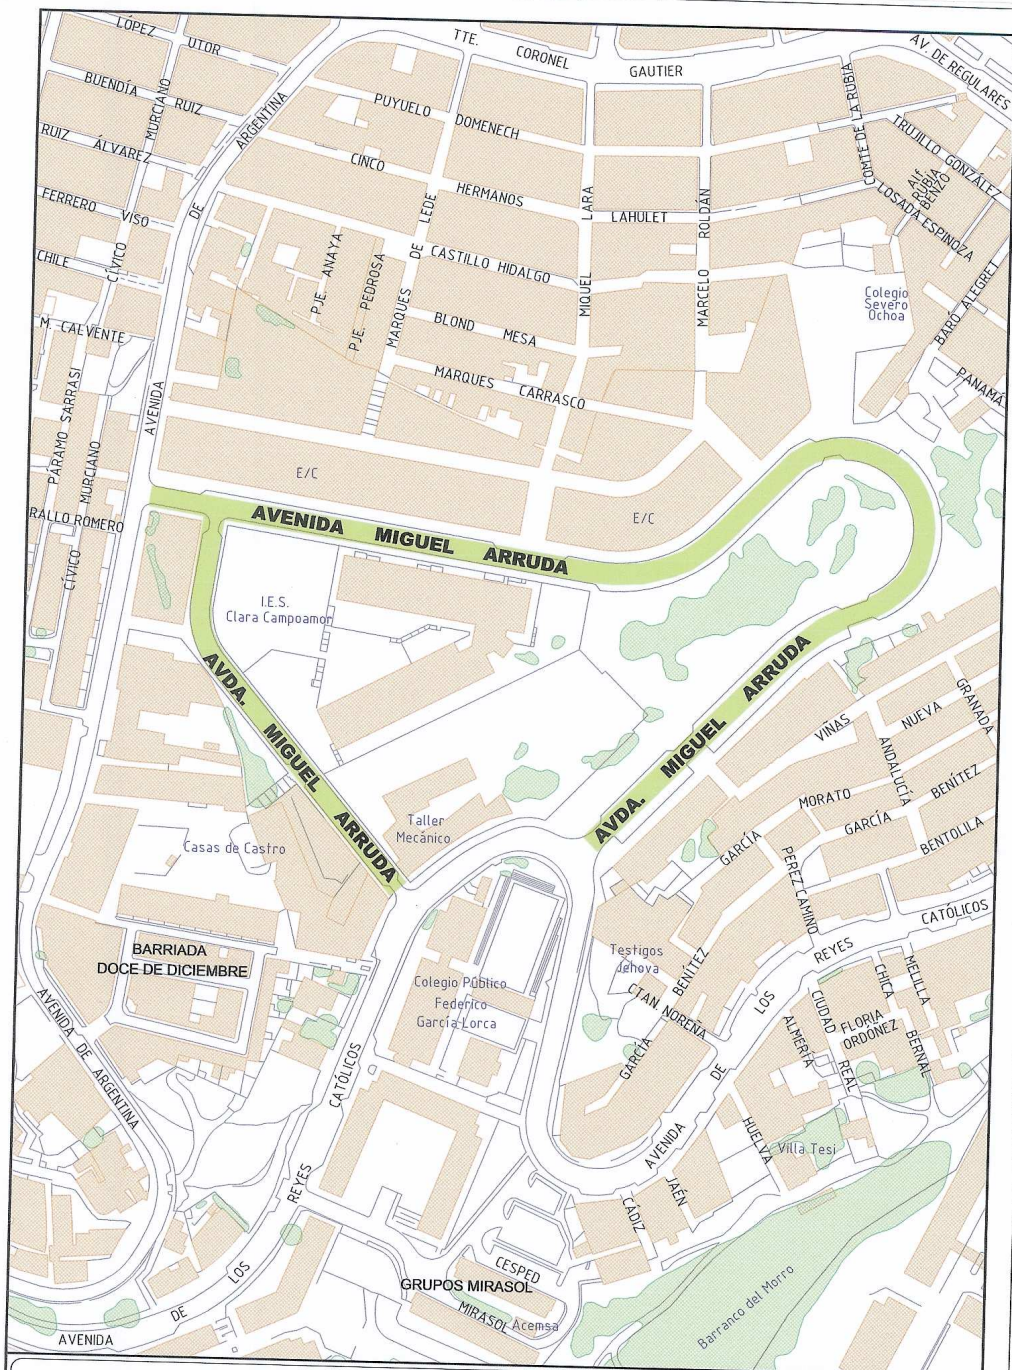 LÓPEZ UTOR
BUENDÍA RUIZ
RUIZ ÁLVAREZ
FERRERO VISO
CHILE
M. CALVENTE
CÍVICO MURCIANO
AVENIDA DE ARGENTINA
TTE. CORONEL GAUTIER
AV. DE REGULARES
PUYUELO DOMENECH
CINCO HERMANOS
LAHULET
CASTILLO HIDALGO
BLOND MESA
MARQUES CARRASCO
PJE. ANAYA
PJE. PEDROSA
MARQUES DE LEDE
MIQUEL LARA
MARCELO ROLDÁN
COMTE DE LA RUBIA
TRUJILLO GONZÁLEZ
Alf.
RUBIA
BENZO
LOSADA ESPINOZA
BARÓ ALEGRET
PANAMÁ
Colegio
Severo
Ochoa
PÁRAMO SARRASI
CÍVICO MURCIANO
RALLO ROMERO
E/C
E/C
AVENIDA MIGUEL ARRUDA
I.E.S.
Clara Campoamor
AVDA. MIGUEL ARRUDA
AVDA. MIGUEL ARRUDA
Taller
Mecánico
Casas de Castro
VIÑAS
NUEVA
GRANADA
ANDALUCÍA
GARCÍA MORATO
GARCÍA BENÍTEZ
BENTOLILA
PEREZ CAMINO
BARRIADA
DOCE DE DICIEMBRE
Colegio Público
Federico
García Lorca
Testigos
Jehova
GARCÍA BENÍTEZ
CTAN. NOREÑA
AVENIDA DE LOS REYES CATÓLICOS
CIUDAD REAL
ALMERÍA
CHICA
MELILLA
FLORIA
ORDÓÑEZ
BERNAL
HUELVA
Villa Tesi
JAÉN
CÁDIZ
AVENIDA DE ARGENTINA
AVENIDA DE LOS REYES CATÓLICOS
CESPED
GRUPOS MIRASOL
MIRASOL
Acemsa
Barranco del Morro